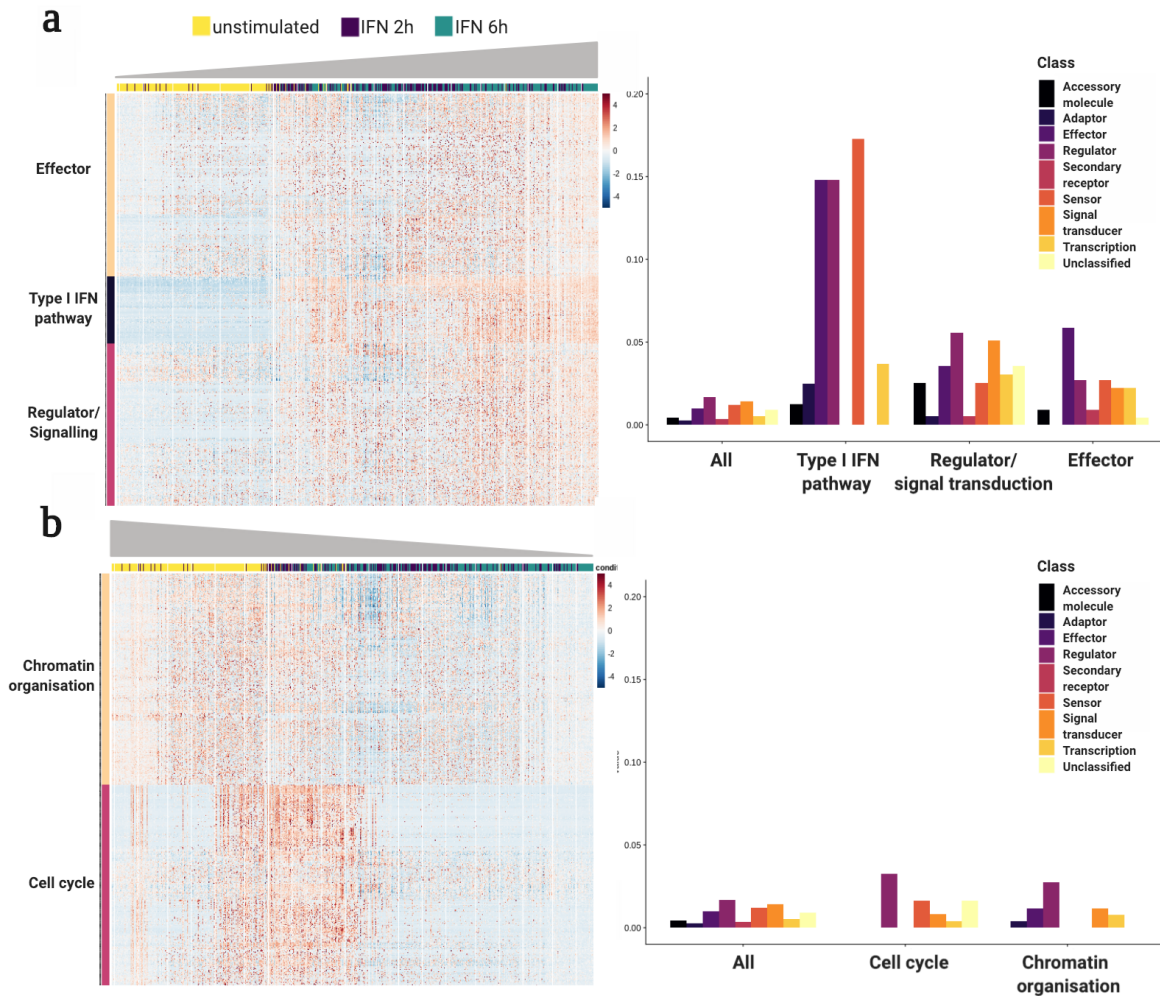 a
unstimulated IFN 2h IFN 6h
Effector
Type I IFN
pathway
Regulator/
Signalling
4
2
0
-2
-4
0.20
0.15
0.10
0.05
0.00
All
Type I IFN
pathway
Regulator/
signal transduction
Effector
Class
Accessory
molecule
Adaptor
Effector
Regulator
Secondary
receptor
Sensor
Signal
transducer
Transcription
Unclassified
b
Chromatin
organisation
Cell cycle
condit
4
2
0
-2
-4
0.20
0.15
0.10
0.05
0.00
All
Cell cycle
Chromatin
organisation
Class
Accessory
molecule
Adaptor
Effector
Regulator
Secondary
receptor
Sensor
Signal
transducer
Transcription
Unclassified